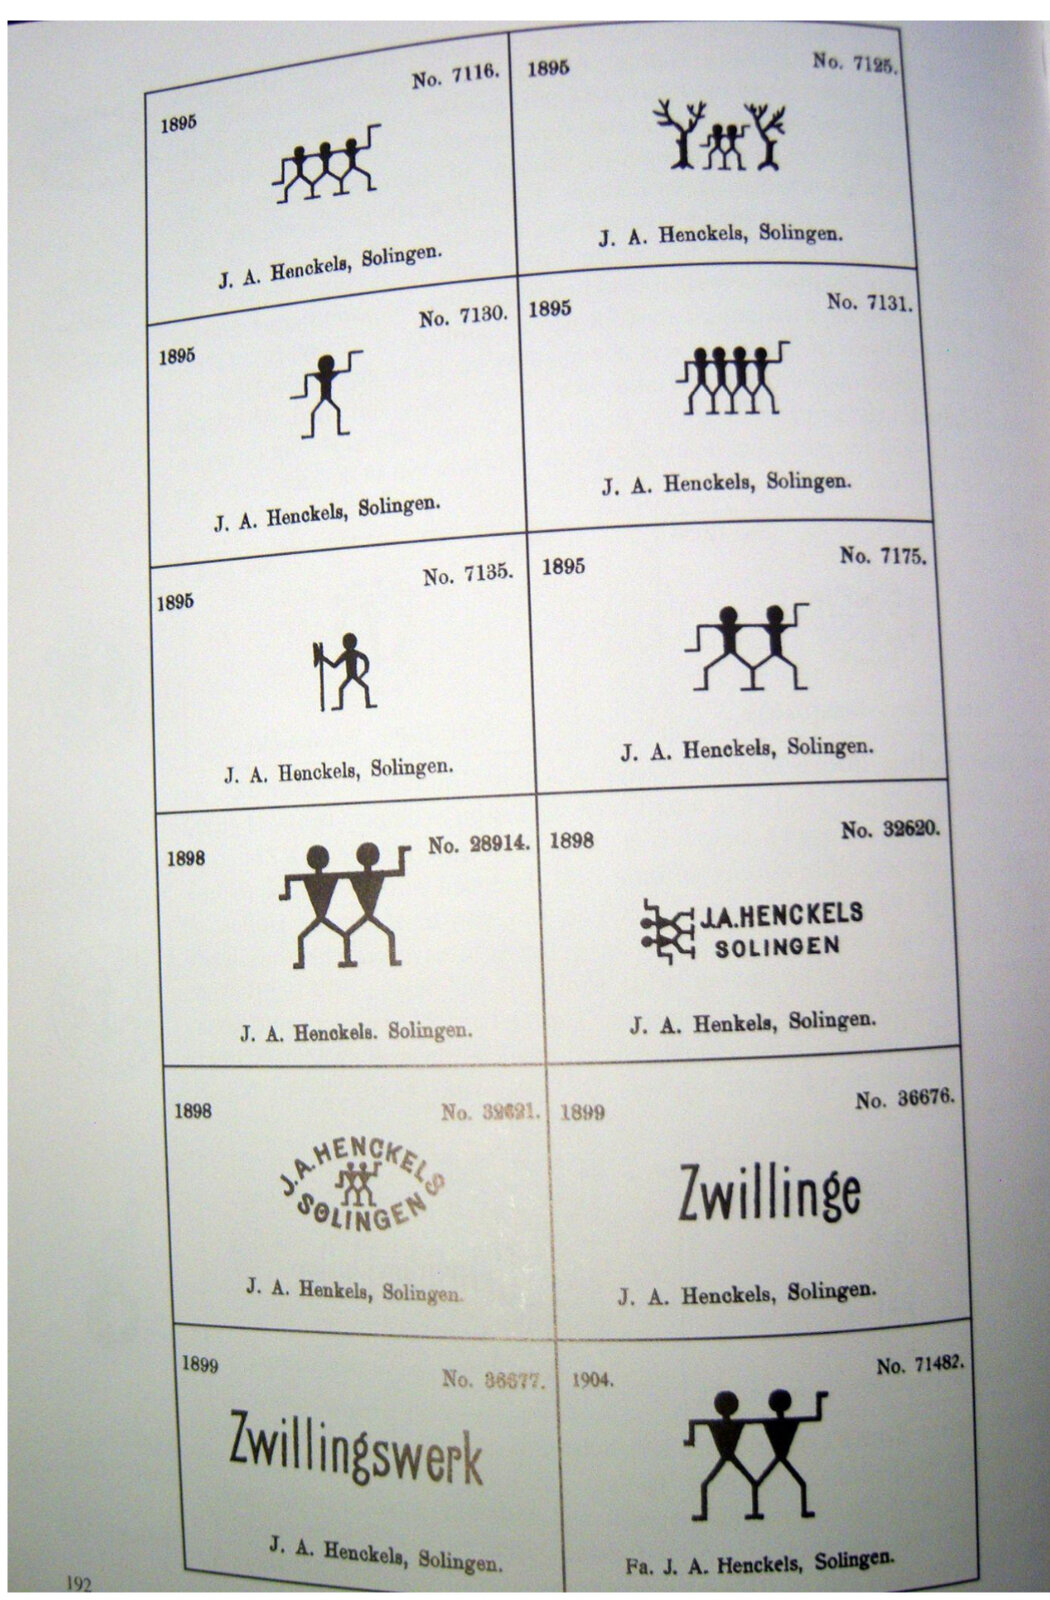 1895 No. 7116.
J. A. Henckels, Solingen.
1895 No. 7125.
J. A. Henckels, Solingen.
1895 No. 7130.
J. A. Henckels, Solingen.
1895 No. 7131.
J. A. Henckels, Solingen.
1895 No. 7135.
J. A. Henckels, Solingen.
1895 No. 7175.
J. A. Henckels, Solingen.
1898 No. 28914.
J. A. Henckels. Solingen.
1898 No. 32620.
J.A.HENCKELS
SOLINGEN
J. A. Henkels, Solingen.
1898 No. 32621.
J.A.HENCKELS
SOLINGEN
J. A. Henkels, Solingen.
1899 No. 36676.
Zwillinge
J. A. Henckels, Solingen.
1899 No. 36677.
Zwillingswerk
J. A. Henckels, Solingen.
1904. No. 71482.
Fa. J. A. Henckels, Solingen.
192